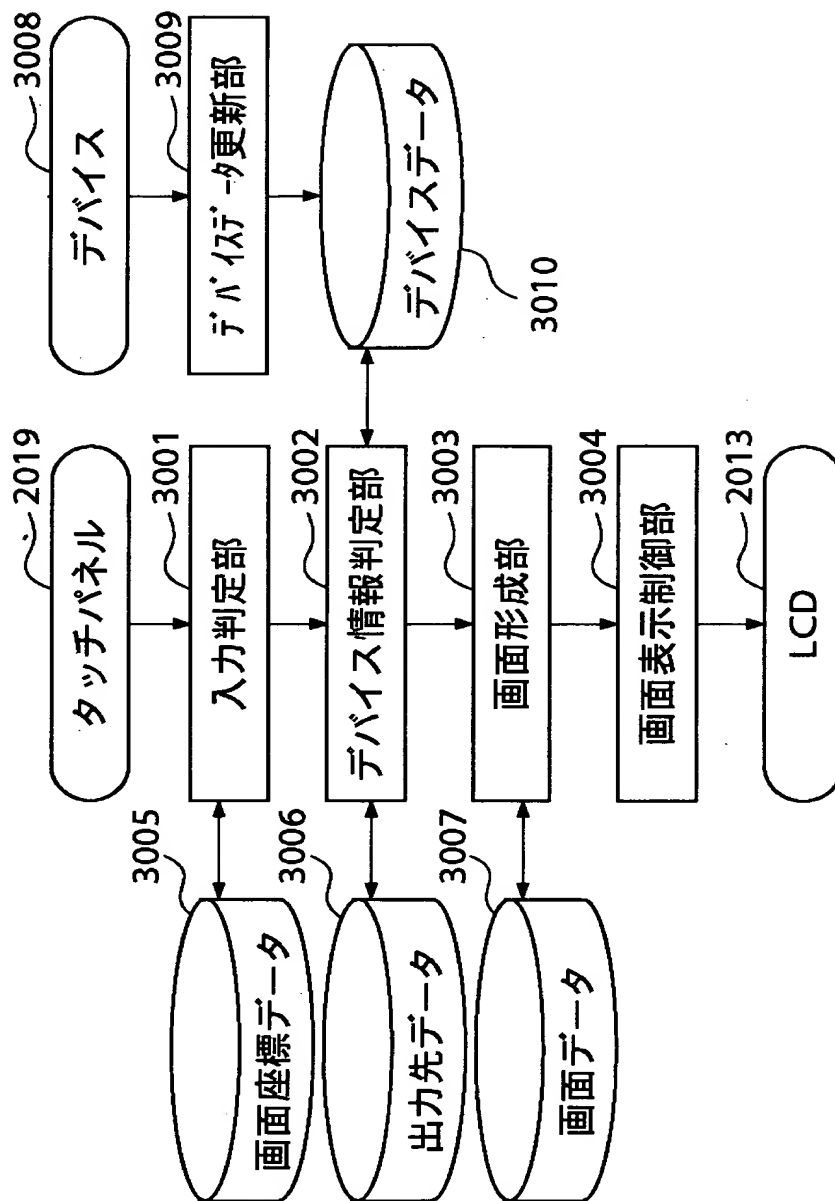 デバイス
3008
デバイスデータ更新部
3009
デバイスデータ
3010
タッチパネル
2019
入力判定部
3001
デバイス情報判定部
3002
画面形成部
3003
画面表示制御部
3004
LCD
2013
画面座標データ
3005
出力先データ
3006
画面データ
3007